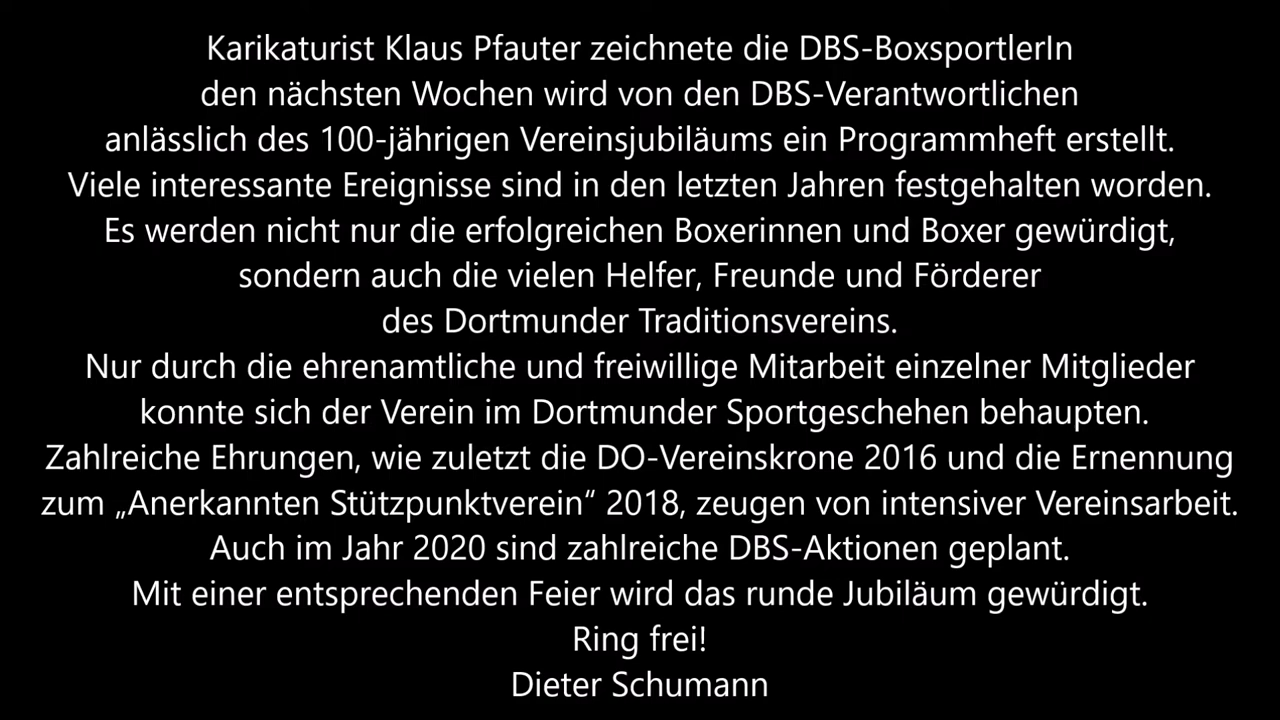 Karikaturist Klaus Pfauter zeichnete die DBS-BoxsportlerIn
den nächsten Wochen wird von den DBS-Verantwortlichen
anlässlich des 100-jährigen Vereinsjubiläums ein Programmheft erstellt.
Viele interessante Ereignisse sind in den letzten Jahren festgehalten worden.
Es werden nicht nur die erfolgreichen Boxerinnen und Boxer gewürdigt,
sondern auch die vielen Helfer, Freunde und Förderer
des Dortmunder Traditionsvereins.
Nur durch die ehrenamtliche und freiwillige Mitarbeit einzelner Mitglieder
konnte sich der Verein im Dortmunder Sportgeschehen behaupten.
Zahlreiche Ehrungen, wie zuletzt die DO-Vereinskrone 2016 und die Ernennung
zum „Anerkannten Stützpunktverein“ 2018, zeugen von intensiver Vereinsarbeit.
Auch im Jahr 2020 sind zahlreiche DBS-Aktionen geplant.
Mit einer entsprechenden Feier wird das runde Jubiläum gewürdigt.
Ring frei!
Dieter Schumann